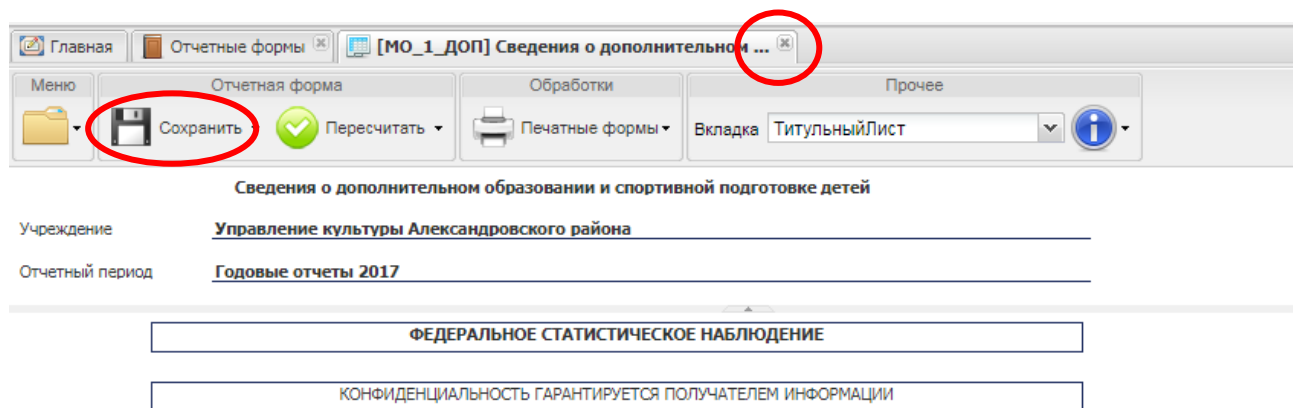 Главная Отчетные формы [МО_1_ДОП] Сведения о дополнительном ...
Меню Отчетная форма Обработки Прочее
Сохранить Пересчитать Печатные формы Вкладка ТитульныйЛист
Сведения о дополнительном образовании и спортивной подготовке детей
Учреждение Управление культуры Александровского района
Отчетный период Годовые отчеты 2017
ФЕДЕРАЛЬНОЕ СТАТИСТИЧЕСКОЕ НАБЛЮДЕНИЕ
КОНФИДЕНЦИАЛЬНОСТЬ ГАРАНТИРУЕТСЯ ПОЛУЧАТЕЛЕМ ИНФОРМАЦИИ